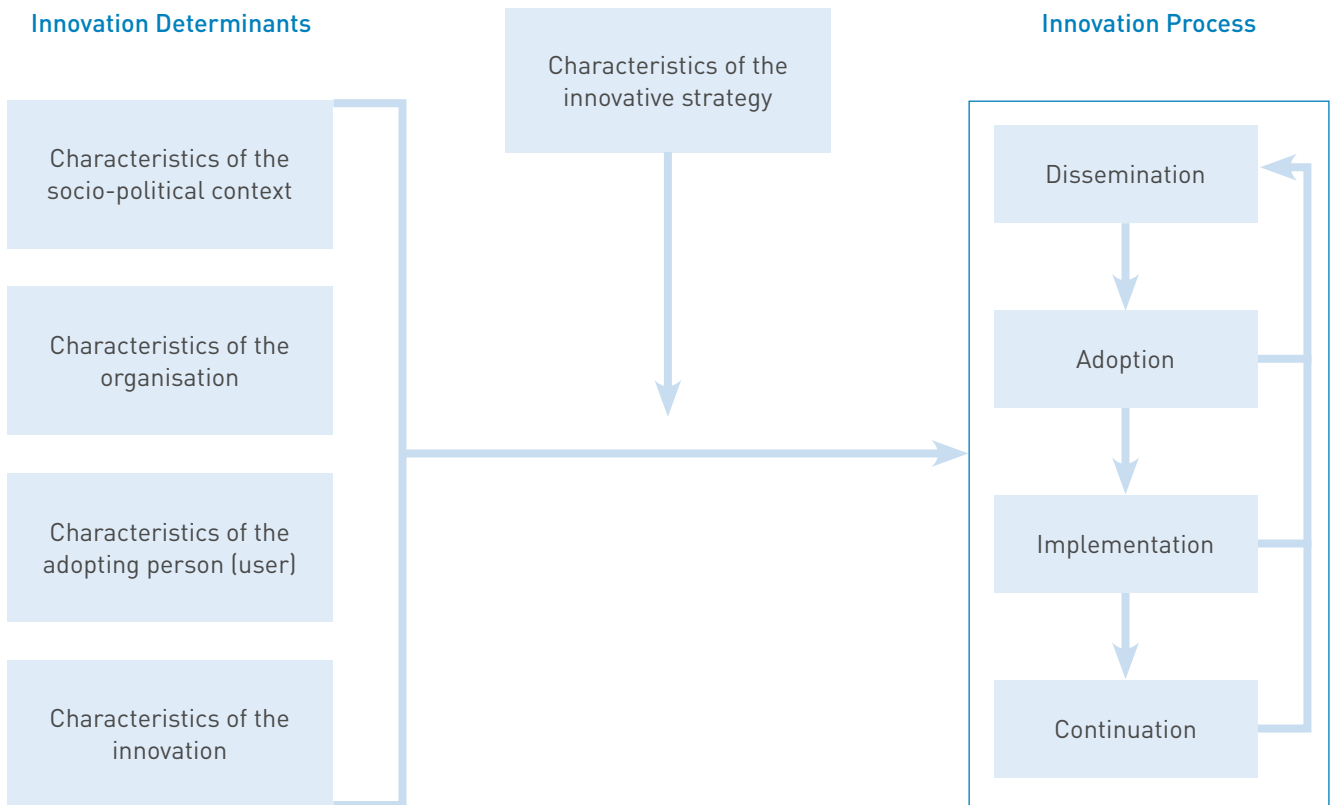 Innovation Determinants
Characteristics of the
socio-political context
Characteristics of the
organisation
Characteristics of the
adopting person (user)
Characteristics of the
innovation
Characteristics of the
innovative strategy
Innovation Process
Dissemination
Adoption
Implementation
Continuation